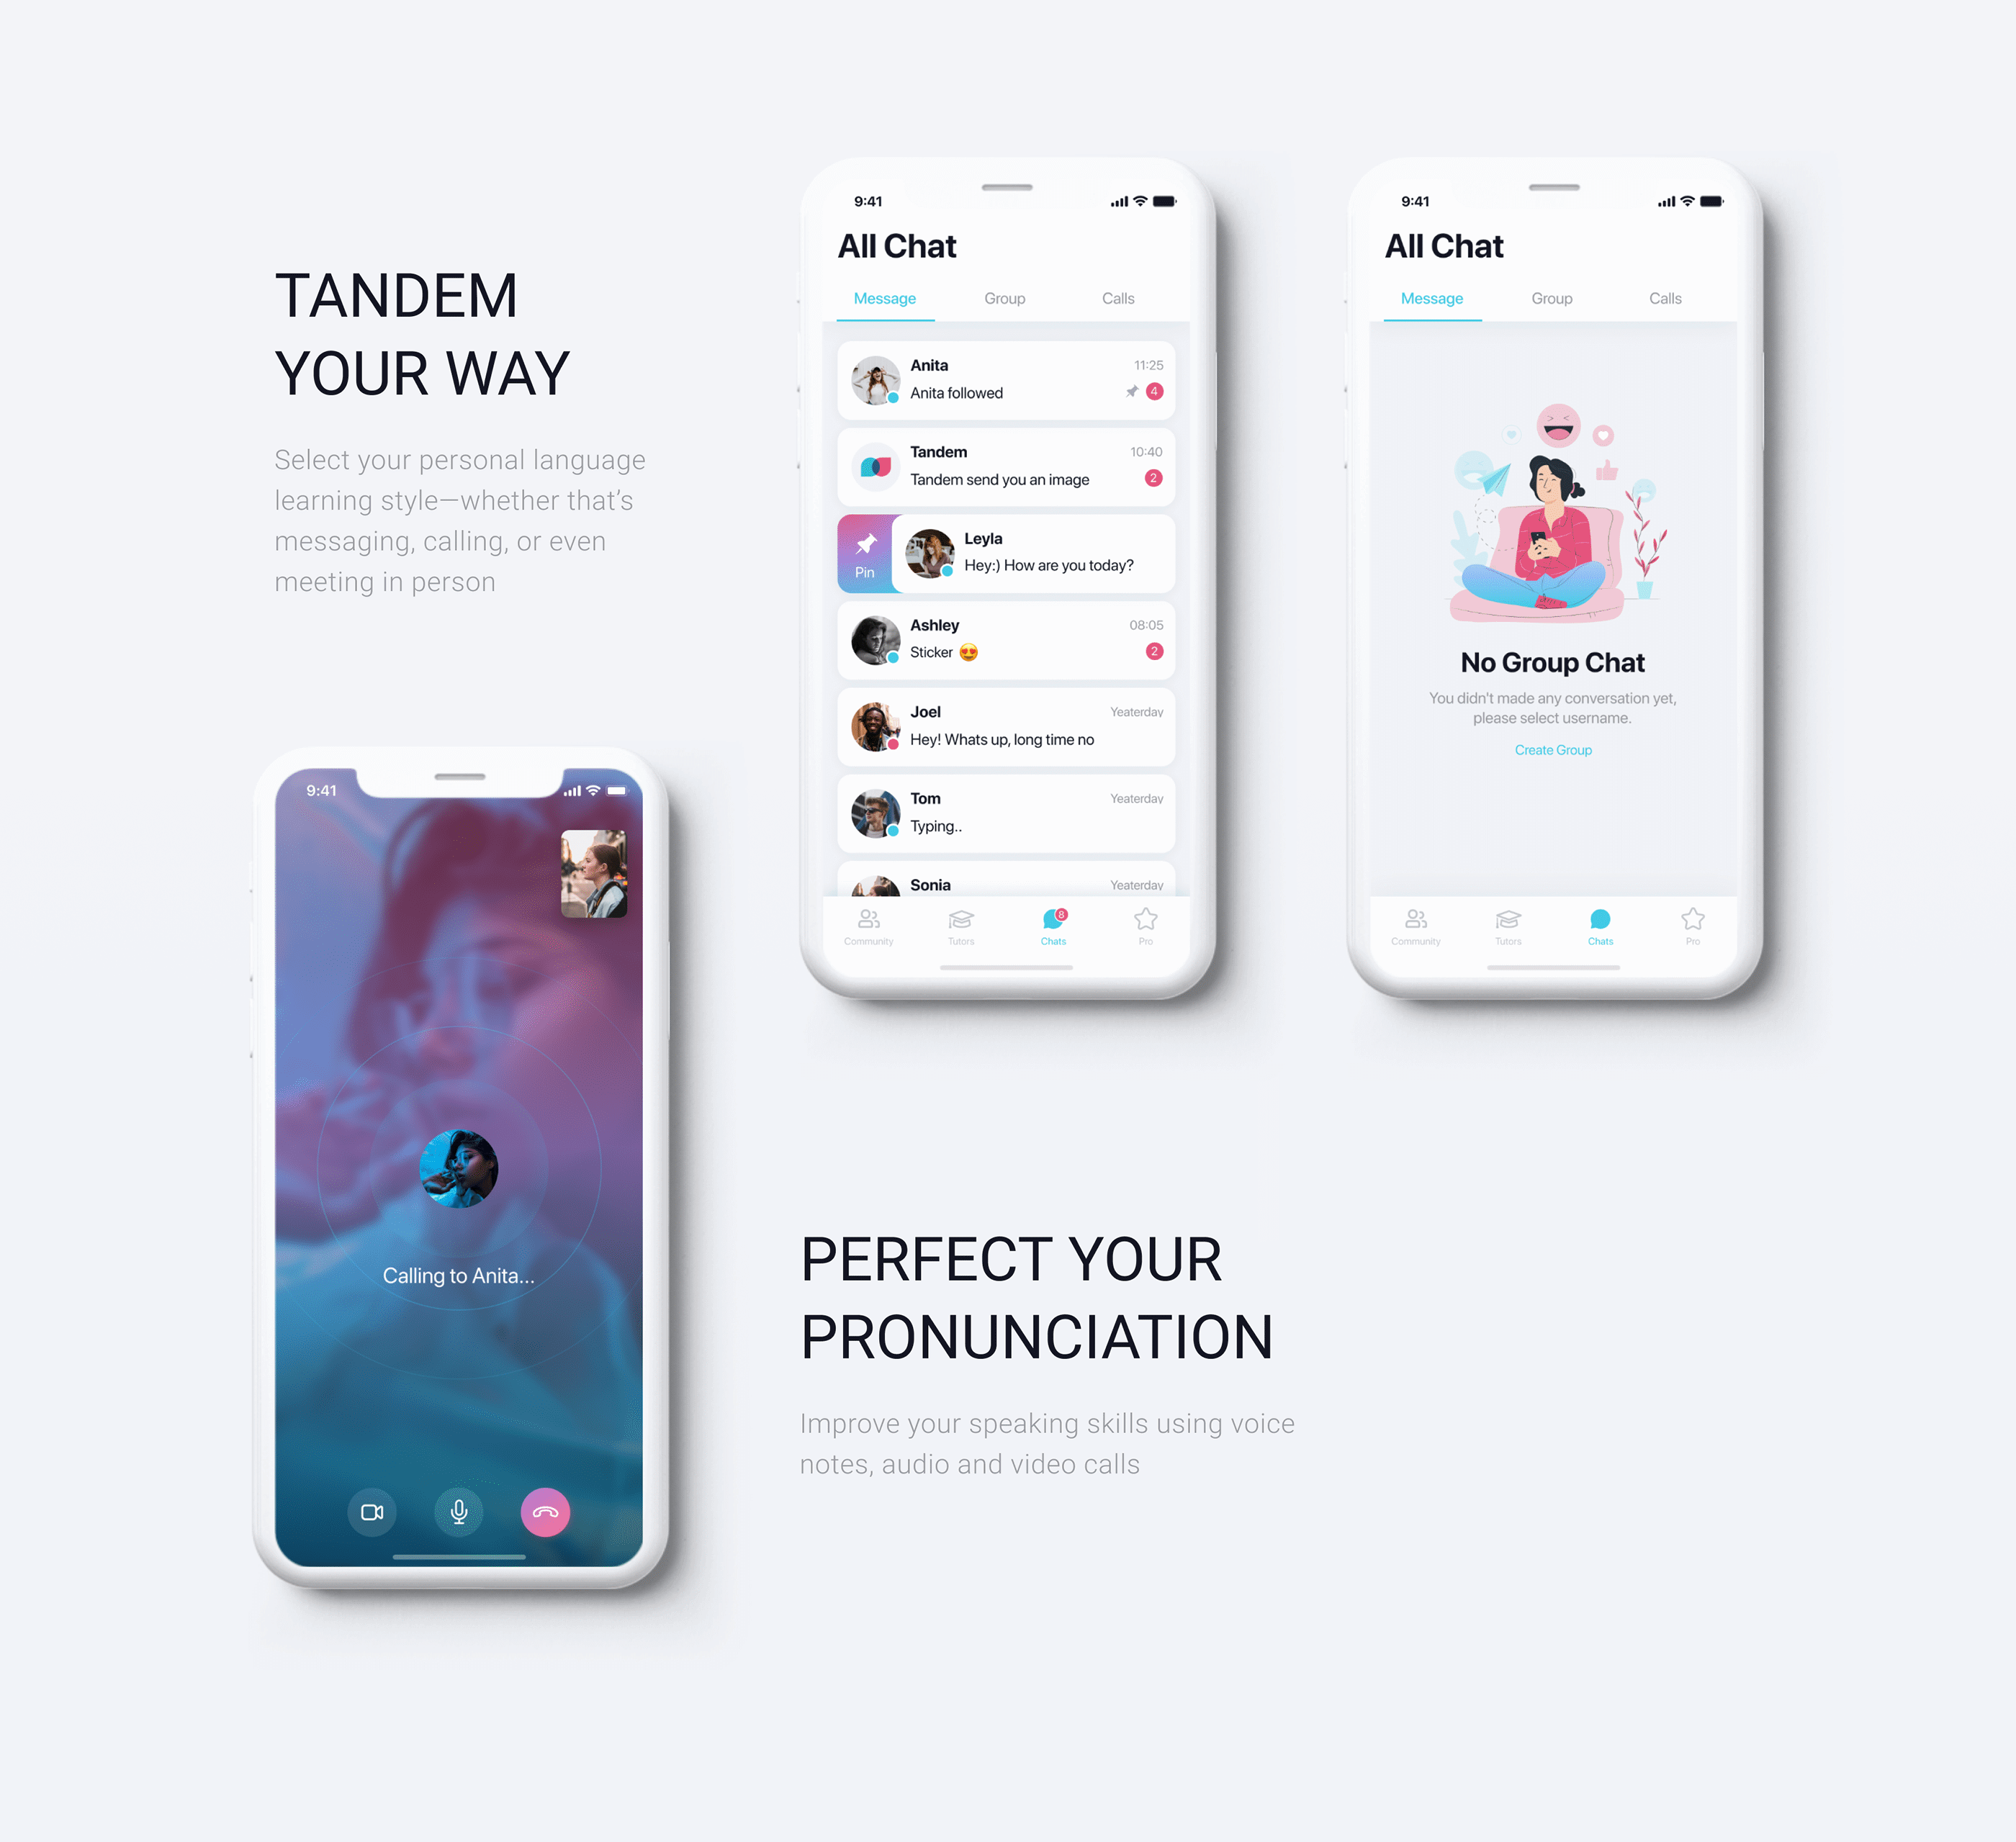 TANDEM
YOUR WAY
Select your personal language
learning style—whether that’s
messaging, calling, or even
meeting in person
9:41
All Chat
Message Group Calls
Anita 11:25
Anita followed 4
Tandem 10:40
Tandem send you an image 2
Pin
Leyla
Hey:) How are you today?
Ashley 08:05
Sticker 😍 2
Joel Yeaterday
Hey! Whats up, long time no
Tom Yeaterday
Typing..
Sonia Yeaterday
8
Community Tutors Chats Pro
9:41
All Chat
Message Group Calls
No Group Chat
You didn't made any conversation yet,
please select username.
Create Group
Community Tutors Chats Pro
9:41
Calling to Anita...
PERFECT YOUR
PRONUNCIATION
Improve your speaking skills using voice
notes, audio and video calls